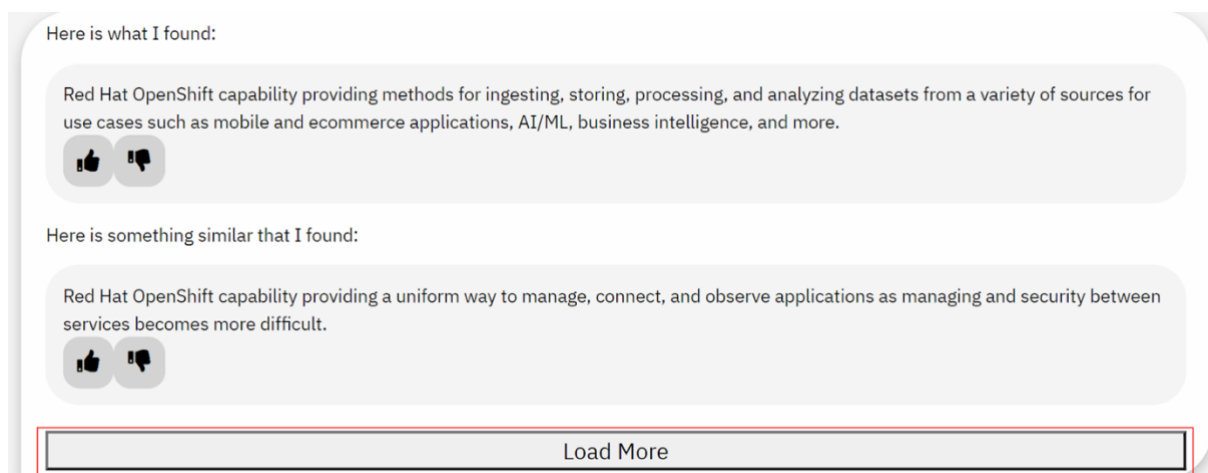 Here is what I found:
Red Hat OpenShift capability providing methods for ingesting, storing, processing, and analyzing datasets from a variety of sources for
use cases such as mobile and ecommerce applications, AI/ML, business intelligence, and more.
Here is something similar that I found:
Red Hat OpenShift capability providing a uniform way to manage, connect, and observe applications as managing and security between
services becomes more difficult.
Load More